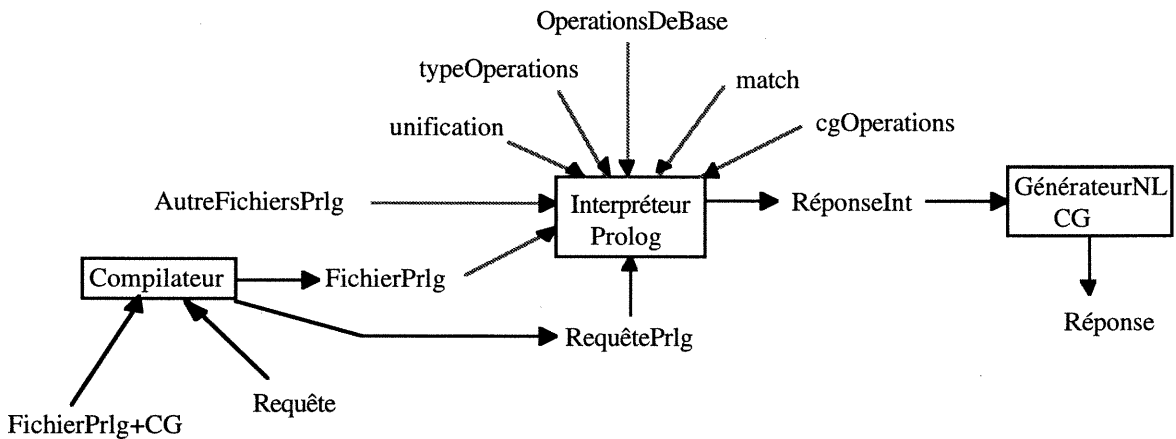 OperationsDeBase
typeOperations
match
unification
cgOperations
AutreFichiersPrlg
Interpréteur
Prolog
RéponseInt
GénérateurNL
CG
Compilateur
FichierPrlg
RequêtePrlg
Réponse
Requête
FichierPrlg+CG